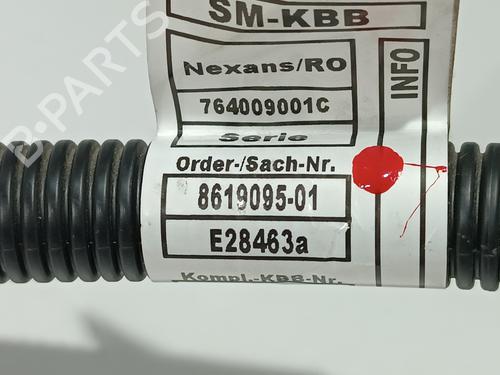 SM-KBB
Nexans/RO
764009001C
Serie
Order-/Sach-Nr.
8619095-01
E28463a
Kompl.-KBB-Nr.
INFO
B-PARTS